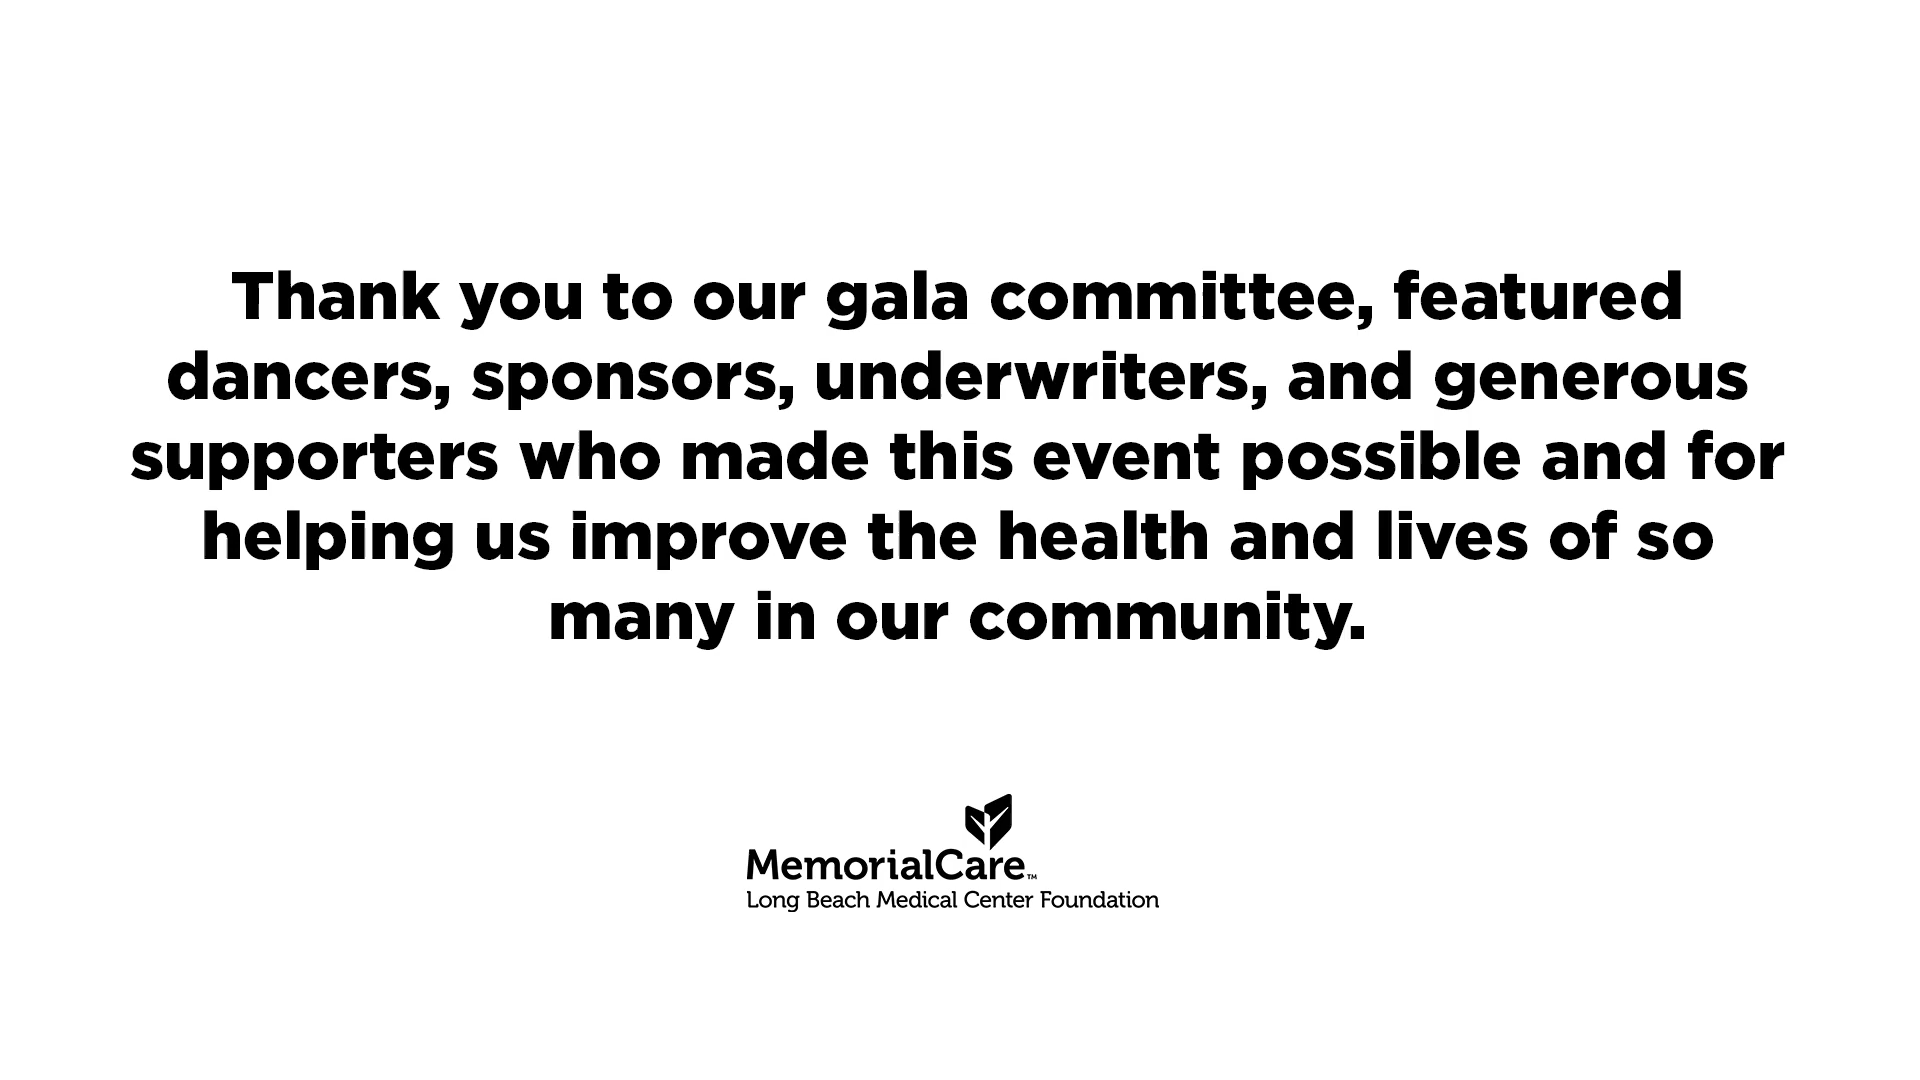 Thank you to our gala committee, featured
dancers, sponsors, underwriters, and generous
supporters who made this event possible and for
helping us improve the health and lives of so
many in our community.
MemorialCare™
Long Beach Medical Center Foundation